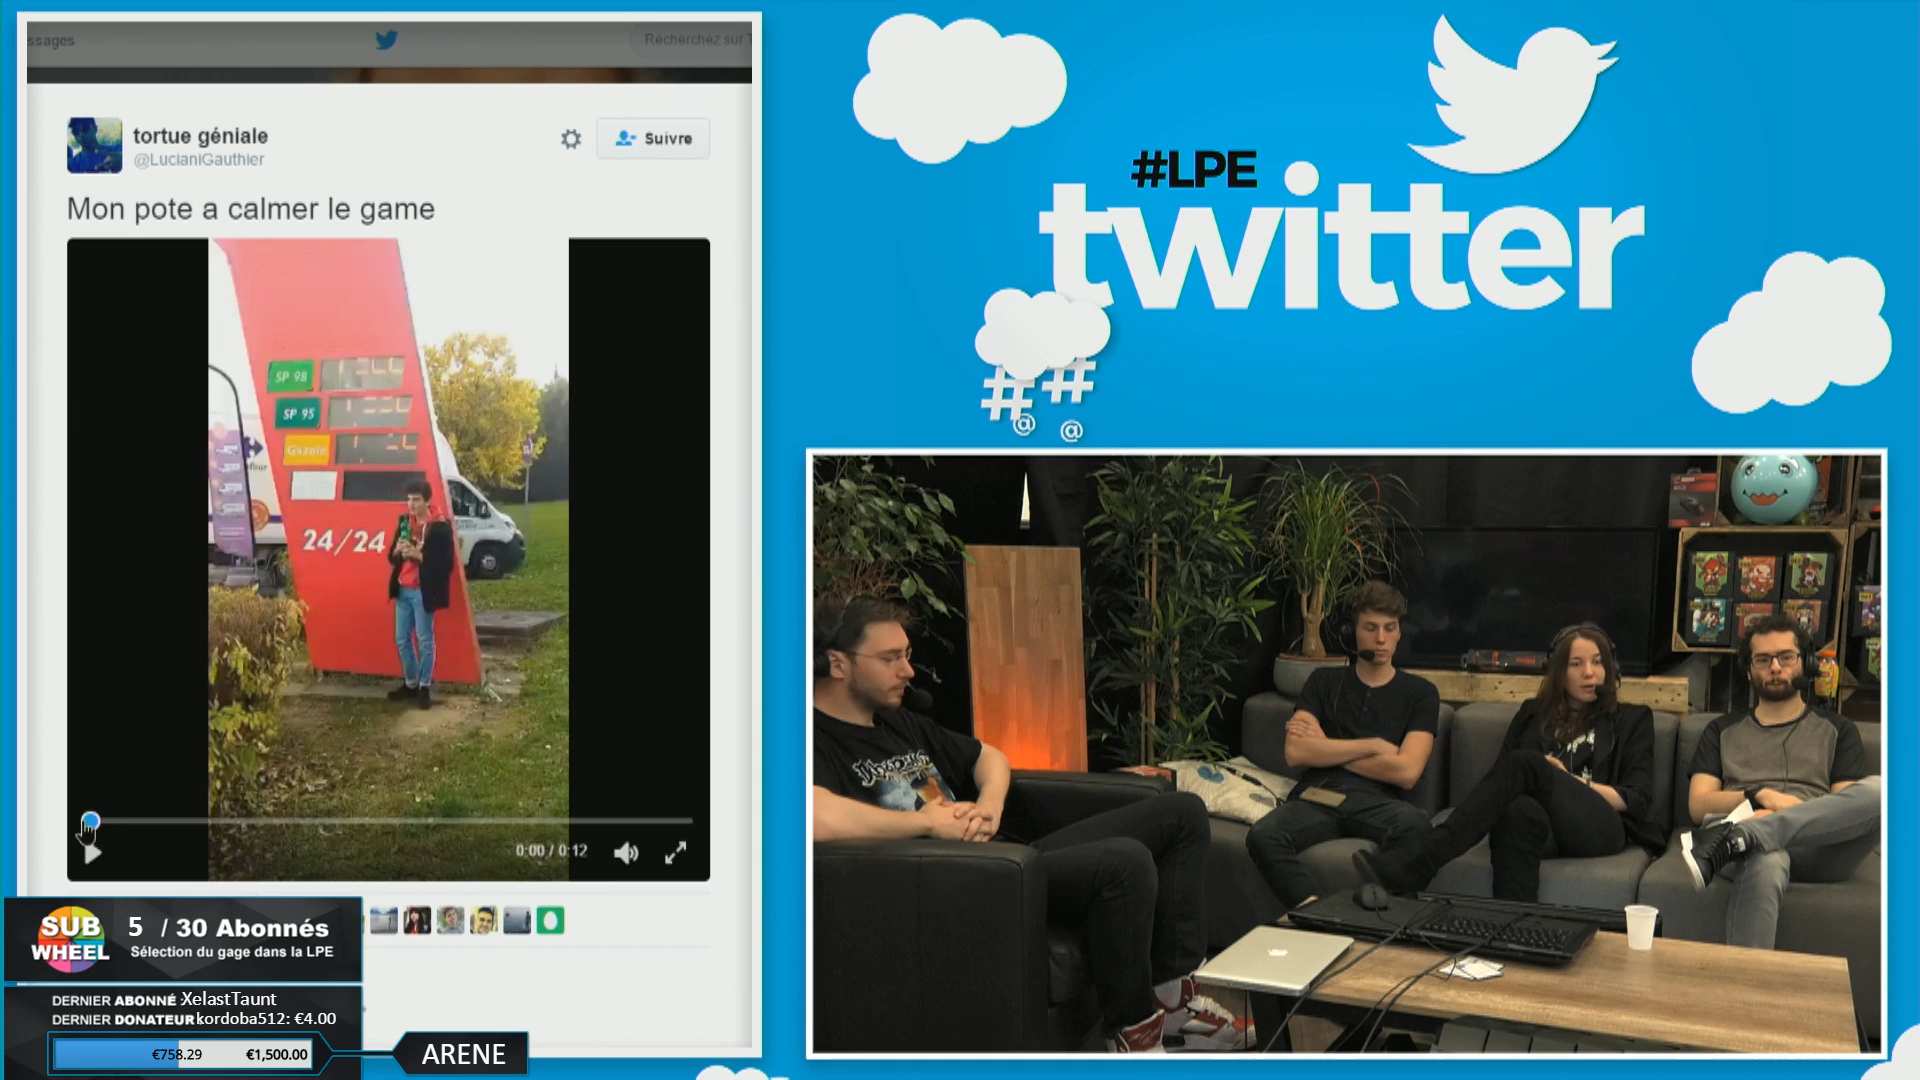 ssages
Recherchez sur T
tortue géniale
@LucianiGauthier
Suivre
Mon pote a calmer le game
SP 98
SP 95
Gazole
24/24
0:00 / 0:12
SUB
WHEEL
5 / 30 Abonnés
Sélection du gage dans la LPE
DERNIER ABONNÉ XelastTaunt
DERNIER DONATEUR kordoba512: €4.00
€758.29
€1,500.00
ARENE
#LPE
twitter
# #
@ @